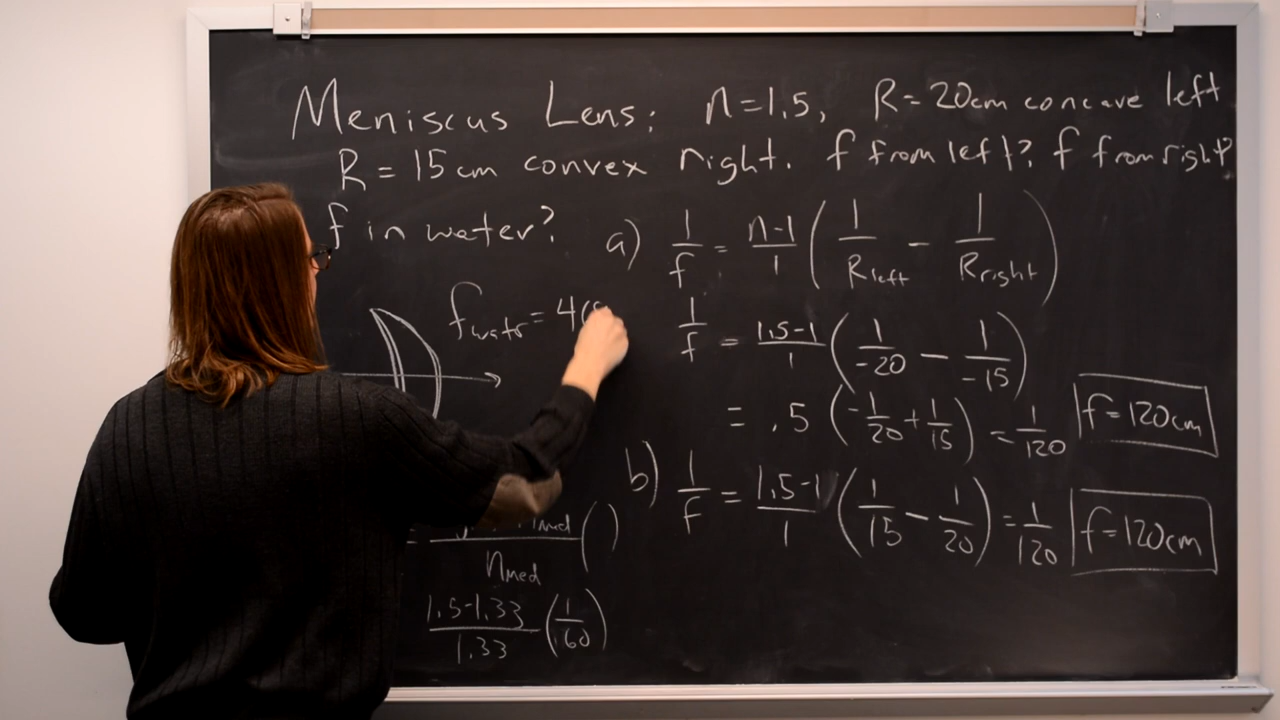 Meniscus Lens: n=1.5, R=20cm concave left
R=15cm convex right. f from left? f from right?
f in water?
a) 1/f = n-1/1 (1/Rleft - 1/Rright)
fwater = 4
1/f = 1.5-1/1 (1/-20 - 1/-15)
= .5 (-1/20 + 1/15) = 1/120 f=120cm
b) 1/f = 1.5-1/1 (1/15 - 1/20) = 1/120 f=120cm
= nmed/nmed ( )
1.5-1.33/1.33 (1/60)